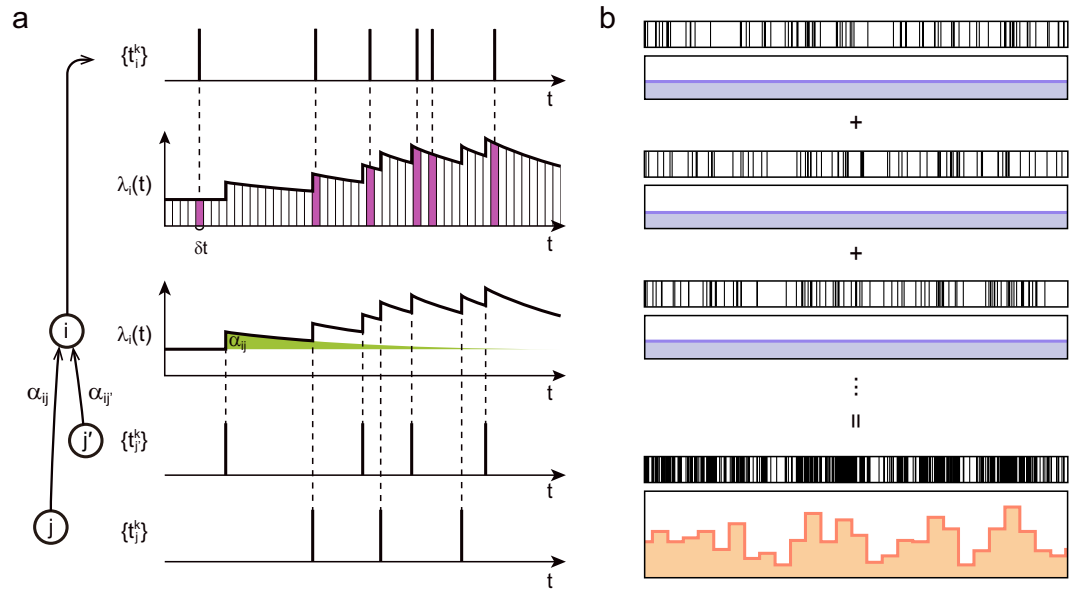 a
{t_i^k}
t
λ_i(t)
δt
t
λ_i(t)
α_ij
t
i
α_ij
α_ij'
j'
{t_j'^k}
t
j
{t_j^k}
t
b
+
+
⋮
=